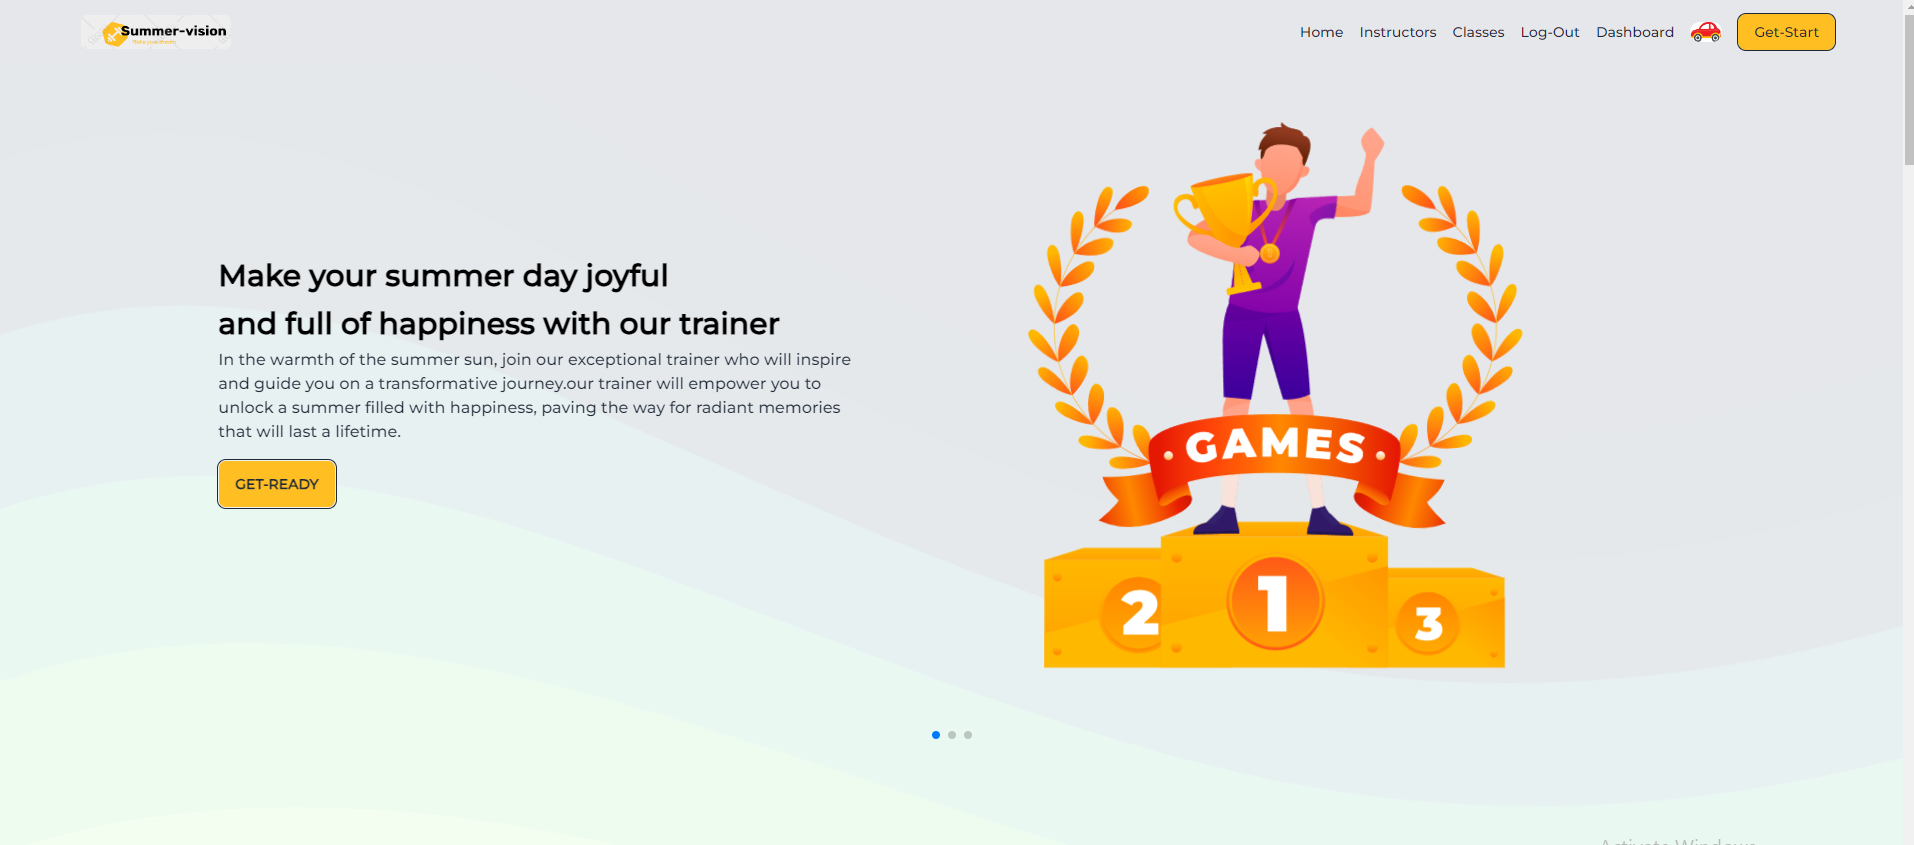 Summer-vision
Home Instructors Classes Log-Out Dashboard Get-Start
Make your summer day joyful
and full of happiness with our trainer
In the warmth of the summer sun, join our exceptional trainer who will inspire
and guide you on a transformative journey.our trainer will empower you to
unlock a summer filled with happiness, paving the way for radiant memories
that will last a lifetime.
GET-READY
GAMES
1
2
3
Activate Windows